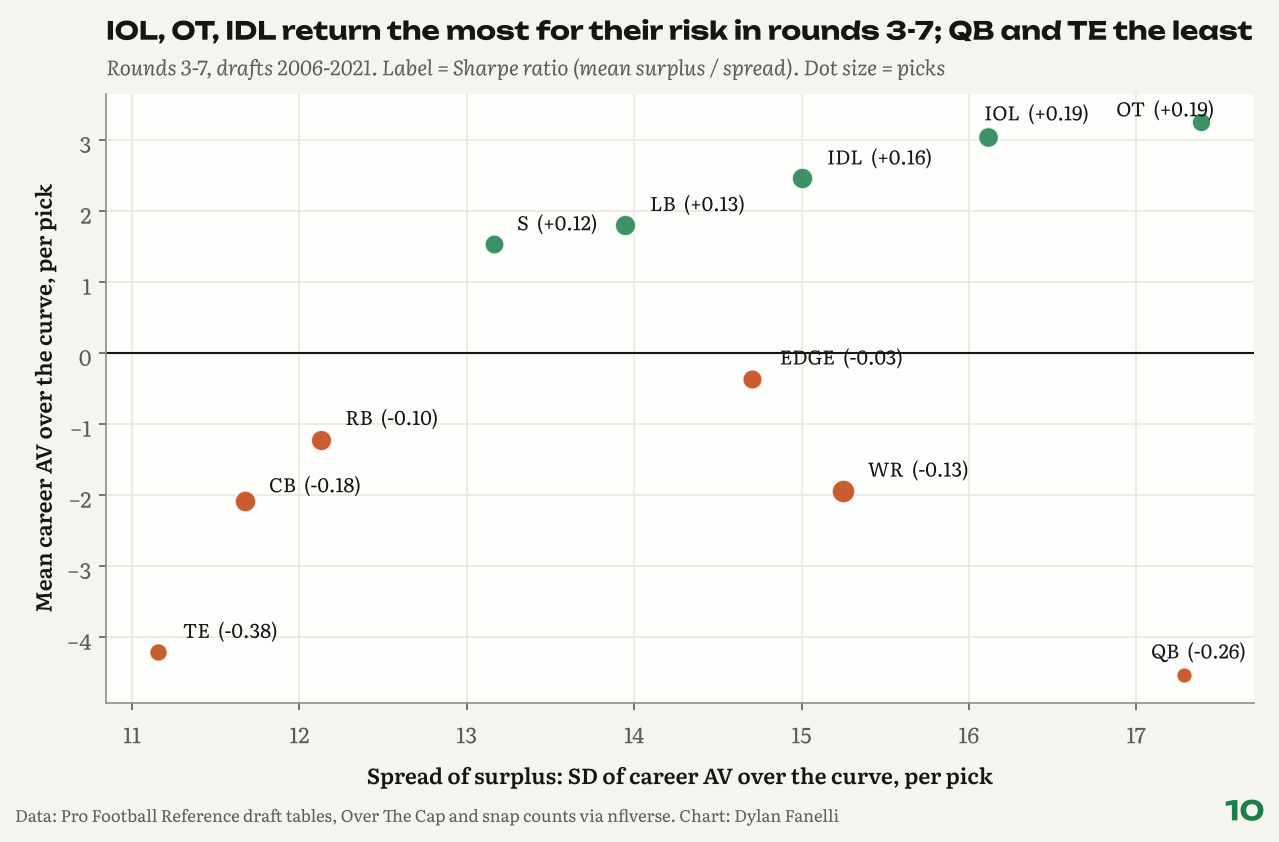 IOL, OT, IDL return the most for their risk in rounds 3-7; QB and TE the least
Rounds 3-7, drafts 2006-2021. Label = Sharpe ratio (mean surplus / spread). Dot size = picks
Mean career AV over the curve, per pick
3
2
1
0
−1
−2
−3
−4
IOL (+0.19)
OT (+0.19)
IDL (+0.16)
LB (+0.13)
S (+0.12)
EDGE (-0.03)
RB (-0.10)
WR (-0.13)
CB (-0.18)
TE (-0.38)
QB (-0.26)
11
12
13
14
15
16
17
Spread of surplus: SD of career AV over the curve, per pick
Data: Pro Football Reference draft tables, Over The Cap and snap counts via nflverse. Chart: Dylan Fanelli
10